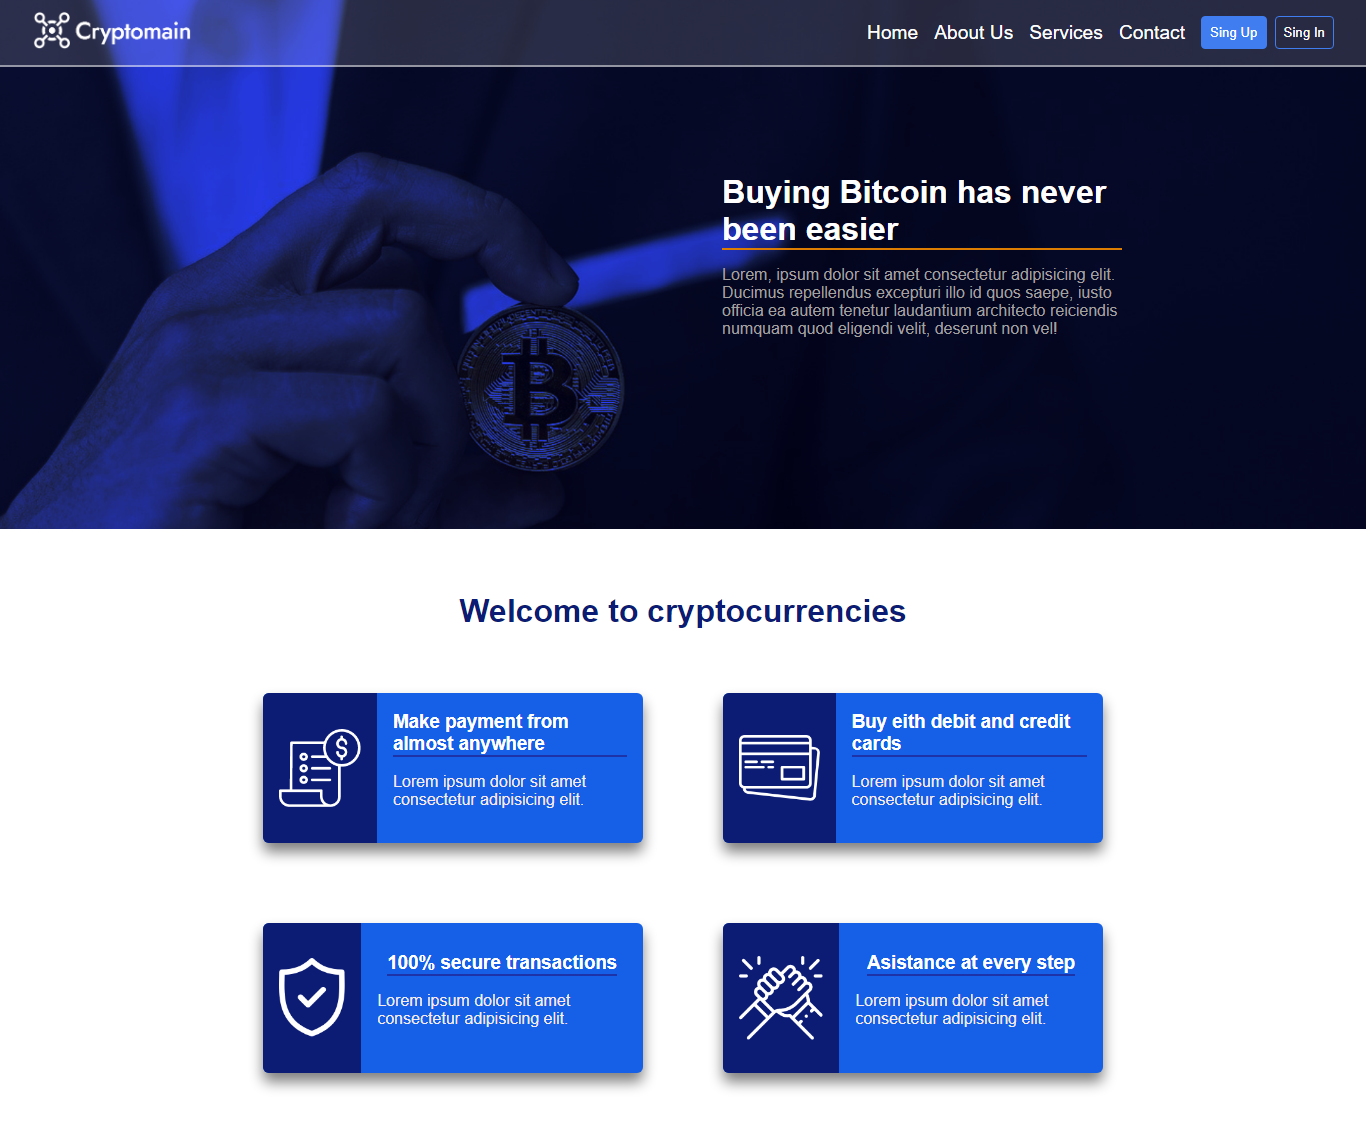 Cryptomain
Home About Us Services Contact Sing Up Sing In
Buying Bitcoin has never
been easier
Lorem, ipsum dolor sit amet consectetur adipisicing elit.
Ducimus repellendus excepturi illo id quos saepe, iusto
officia ea autem tenetur laudantium architecto reiciendis
numquam quod eligendi velit, deserunt non vel!
Welcome to cryptocurrencies
Make payment from
almost anywhere
Lorem ipsum dolor sit amet
consectetur adipisicing elit.
Buy eith debit and credit
cards
Lorem ipsum dolor sit amet
consectetur adipisicing elit.
100% secure transactions
Lorem ipsum dolor sit amet
consectetur adipisicing elit.
Asistance at every step
Lorem ipsum dolor sit amet
consectetur adipisicing elit.